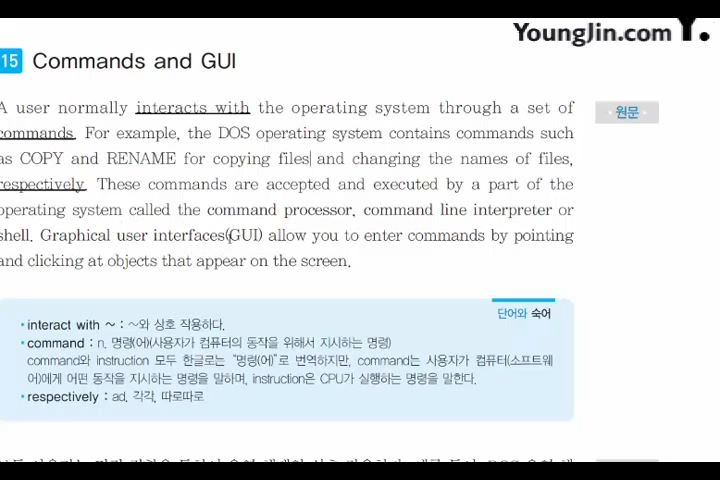 YoungJin.com Y.
15 Commands and GUI
A user normally interacts with the operating system through a set of
commands. For example, the DOS operating system contains commands such
as COPY and RENAME for copying files and changing the names of files,
respectively. These commands are accepted and executed by a part of the
operating system called the command processor, command line interpreter or
shell. Graphical user interfaces(GUI) allow you to enter commands by pointing
and clicking at objects that appear on the screen.
원문
단어와 숙어
• interact with ~ : ~와 상호 작용하다.
• command : n, 명령(어)(사용자가 컴퓨터의 동작을 위해서 지시하는 명령)
command와 instruction 모두 한글로는 "명령(어)"로 번역하지만, command는 사용자가 컴퓨터(소프트웨
어)에게 어떤 동작을 지시하는 명령을 말하며, instruction은 CPU가 실행하는 명령을 말한다.
• respectively : ad, 각각, 따로따로